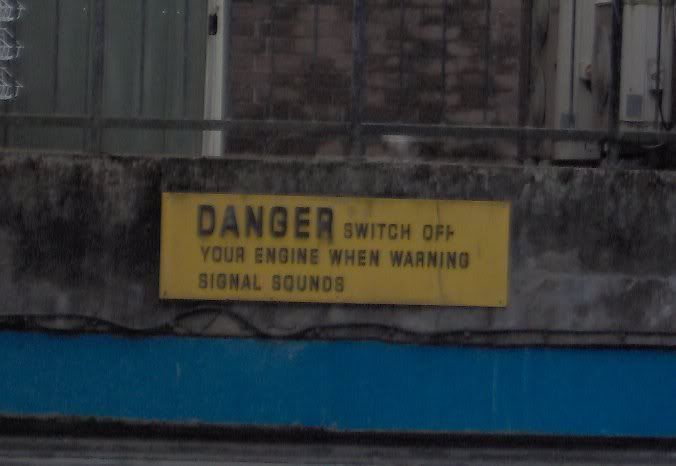 DANGER SWITCH OFF
YOUR ENGINE WHEN WARNING
SIGNAL SOUNDS